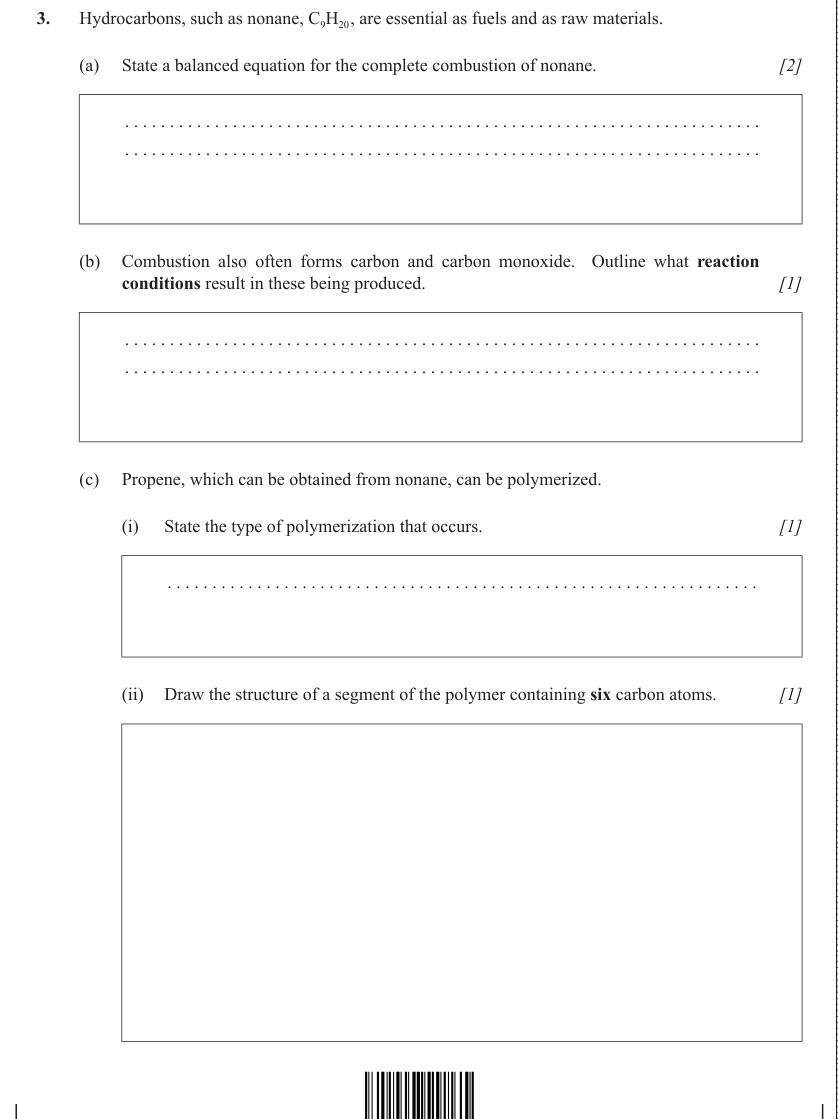 3. Hydrocarbons, such as nonane, C₉H₂₀, are essential as fuels and as raw materials.
(a) State a balanced equation for the complete combustion of nonane. [2]
(b) Combustion also often forms carbon and carbon monoxide. Outline what reaction
conditions result in these being produced. [1]
(c) Propene, which can be obtained from nonane, can be polymerized.
(i) State the type of polymerization that occurs. [1]
(ii) Draw the structure of a segment of the polymer containing six carbon atoms. [1]